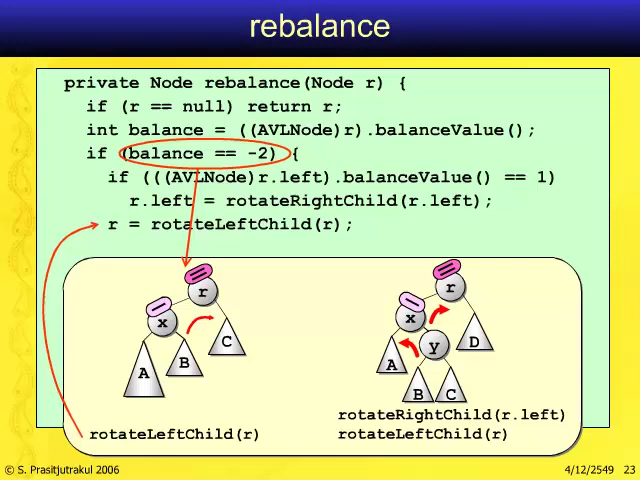 rebalance
private Node rebalance(Node r) {
if (r == null) return r;
int balance = ((AVLNode)r).balanceValue();
if (balance == -2) {
if (((AVLNode)r.left).balanceValue() == 1)
r.left = rotateRightChild(r.left);
r = rotateLeftChild(r);
r
x
A
B
C
rotateLeftChild(r)
r
x
y
A
D
B
C
rotateRightChild(r.left)
rotateLeftChild(r)
© S. Prasitjutrakul 2006
4/12/2549 23